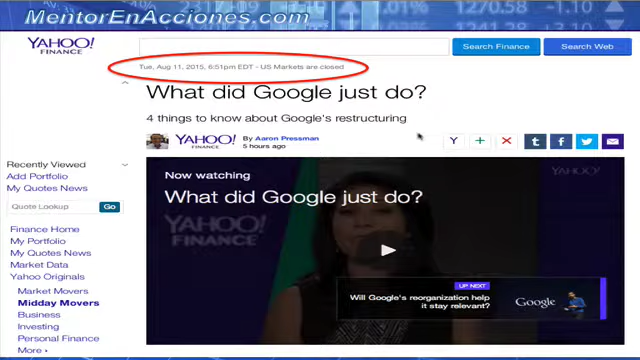 MentorEnAcciones.com
YAHOO!
FINANCE
Search Finance
Search Web
Tue, Aug 11, 2015, 6:51pm EDT - US Markets are closed
What did Google just do?
4 things to know about Google's restructuring
YAHOO!
FINANCE
By Aaron Pressman
5 hours ago
Recently Viewed
Add Portfolio
My Quotes News
Quote Lookup
Go
Finance Home
My Portfolio
My Quotes News
Market Data
Yahoo Originals
Market Movers
Midday Movers
Business
Investing
Personal Finance
More
Now watching
What did Google just do?
YAHOO!
FINANCE
UP NEXT
Will Google's reorganization help
it stay relevant?
Google